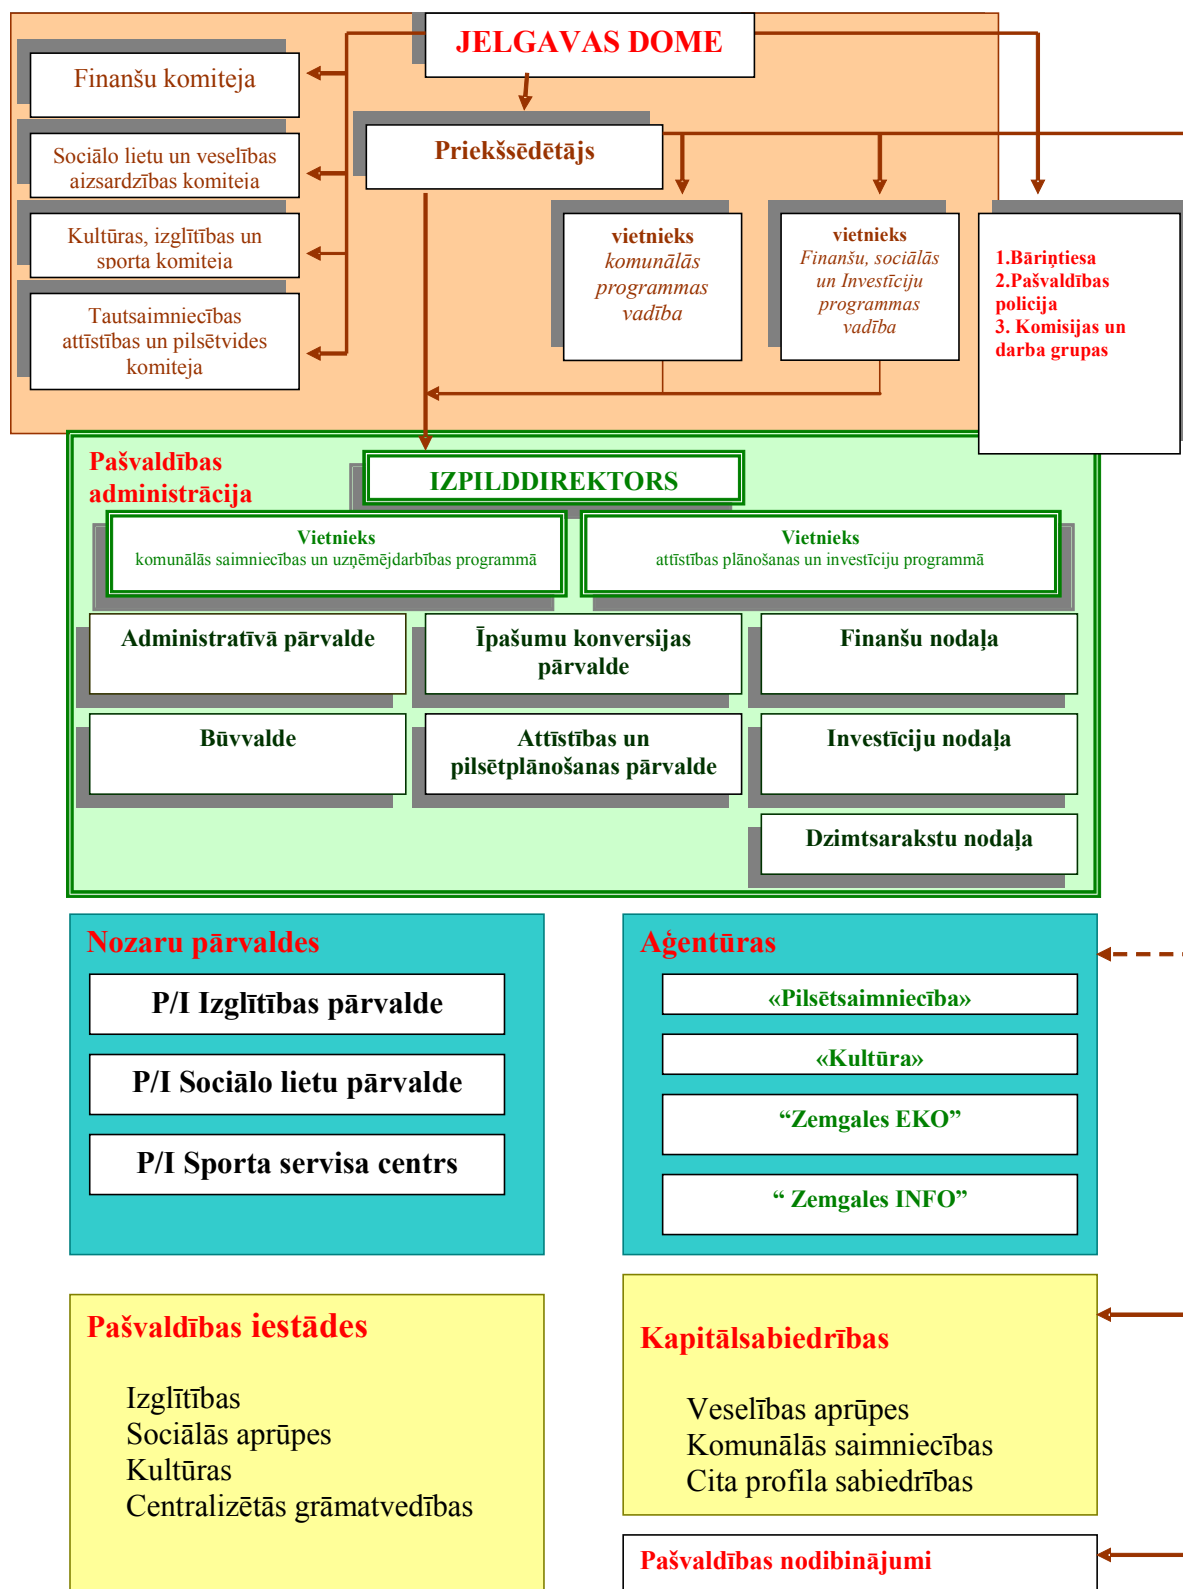 JELGAVAS DOME
Finanšu komiteja
Priekšsēdētājs
Sociālo lietu un veselības
aizsardzības komiteja
Kultūras, izglītības un
sporta komiteja
Tautsaimniecības
attīstības un pilsētvides
komiteja
vietnieks
komunālās
programmas
vadība
vietnieks
Finanšu, sociālās
un Investīciju
programmas
vadība
1.Bāriņtiesa
2.Pašvaldības
policija
3. Komisijas un
darba grupas
Pašvaldības
administrācija
IZPILDDIREKTORS
Vietnieks
komunālās saimniecības un uzņēmējdarbības programmā
Vietnieks
attīstības plānošanas un investīciju programmā
Administratīvā pārvalde
Īpašumu konversijas
pārvalde
Finanšu nodaļa
Būvvalde
Attīstības un
pilsētplānošanas pārvalde
Investīciju nodaļa
Dzimtsarakstu nodaļa
Nozaru pārvaldes
P/I Izglītības pārvalde
P/I Sociālo lietu pārvalde
P/I Sporta servisa centrs
Aģentūras
«Pilsētsaimniecība»
«Kultūra»
“Zemgales EKO”
“ Zemgales INFO”
Pašvaldības iestādes
Izglītības
Sociālās aprūpes
Kultūras
Centralizētās grāmatvedības
Kapitālsabiedrības
Veselības aprūpes
Komunālās saimniecības
Cita profila sabiedrības
Pašvaldības nodibinājumi